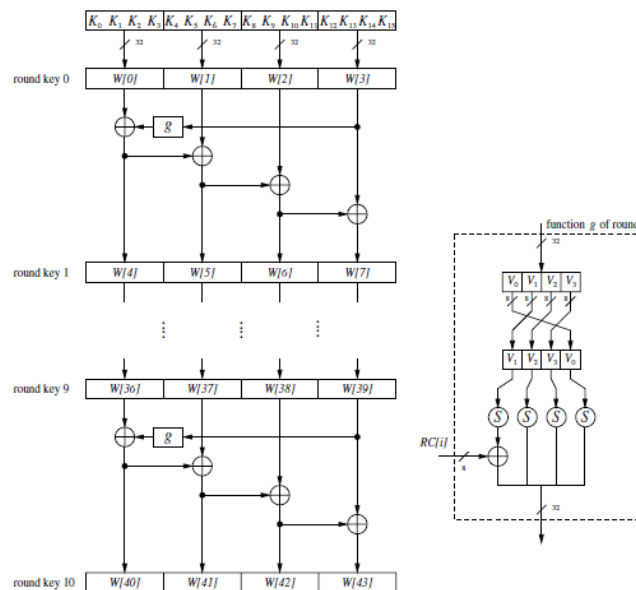 K₀ K₁ K₂ K₃ K₄ K₅ K₆ K₇ K₈ K₉ K₁₀ K₁₁ K₁₂ K₁₃ K₁₄ K₁₅
32 32 32 32
round key 0 W[0] W[1] W[2] W[3]
g
round key 1 W[4] W[5] W[6] W[7]
round key 9 W[36] W[37] W[38] W[39]
g
round key 10 W[40] W[41] W[42] W[43]
function g of round
32
V₀ V₁ V₂ V₃
8 8 8 8
V₁ V₂ V₃ V₀
S S S S
RC[i]
8
32